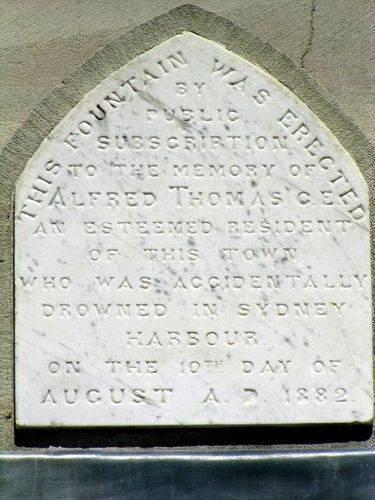 THIS FOUNTAIN WAS ERECTED
BY
PUBLIC
SUBSCRIPTION
TO THE MEMORY OF
ALFRED THOMAS C.E.
AN ESTEEMED RESIDENT
OF THIS TOWN
WHO WAS ACCIDENTALLY
DROWNED IN SYDNEY
HARBOUR.
ON THE 10TH DAY OF
AUGUST A. D. 1882.